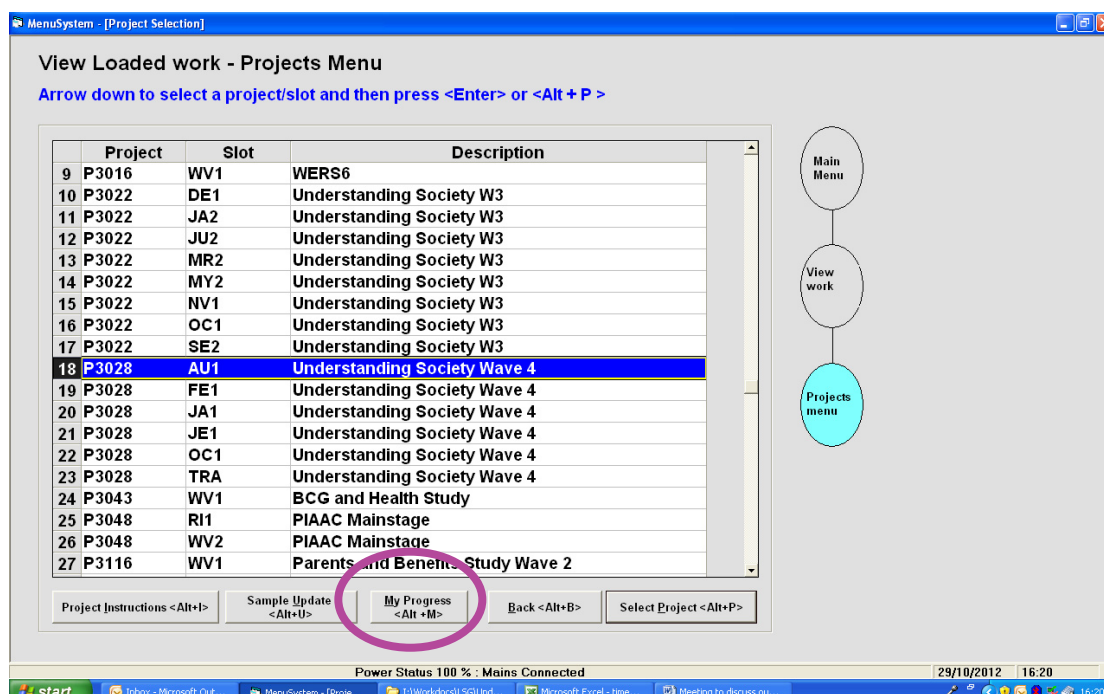 MenuSystem - [Project Selection]
View Loaded work - Projects Menu
Arrow down to select a project/slot and then press <Enter> or <Alt + P >
Project Slot Description
9 P3016 WV1 WERS6
10 P3022 DE1 Understanding Society W3
11 P3022 JA2 Understanding Society W3
12 P3022 JU2 Understanding Society W3
13 P3022 MR2 Understanding Society W3
14 P3022 MY2 Understanding Society W3
15 P3022 NV1 Understanding Society W3
16 P3022 OC1 Understanding Society W3
17 P3022 SE2 Understanding Society W3
18 P3028 AU1 Understanding Society Wave 4
19 P3028 FE1 Understanding Society Wave 4
20 P3028 JA1 Understanding Society Wave 4
21 P3028 JE1 Understanding Society Wave 4
22 P3028 OC1 Understanding Society Wave 4
23 P3028 TRA Understanding Society Wave 4
24 P3043 WV1 BCG and Health Study
25 P3048 RI1 PIAAC Mainstage
26 P3048 WV2 PIAAC Mainstage
27 P3116 WV1 Parents and Benefits Study Wave 2
Main
Menu
View
work
Projects
menu
Project Instructions <Alt+I>
Sample Update
<Alt+U>
My Progress
<Alt +M>
Back <Alt+B>
Select Project <Alt+P>
Power Status 100 % : Mains Connected
29/10/2012 16:20
start
Inbox - Microsoft Out...
MenuSystem - [Proje...
I:\Workdocs\LSG\Und...
Microsoft Excel - time...
Meeting to discuss ou...
16:20